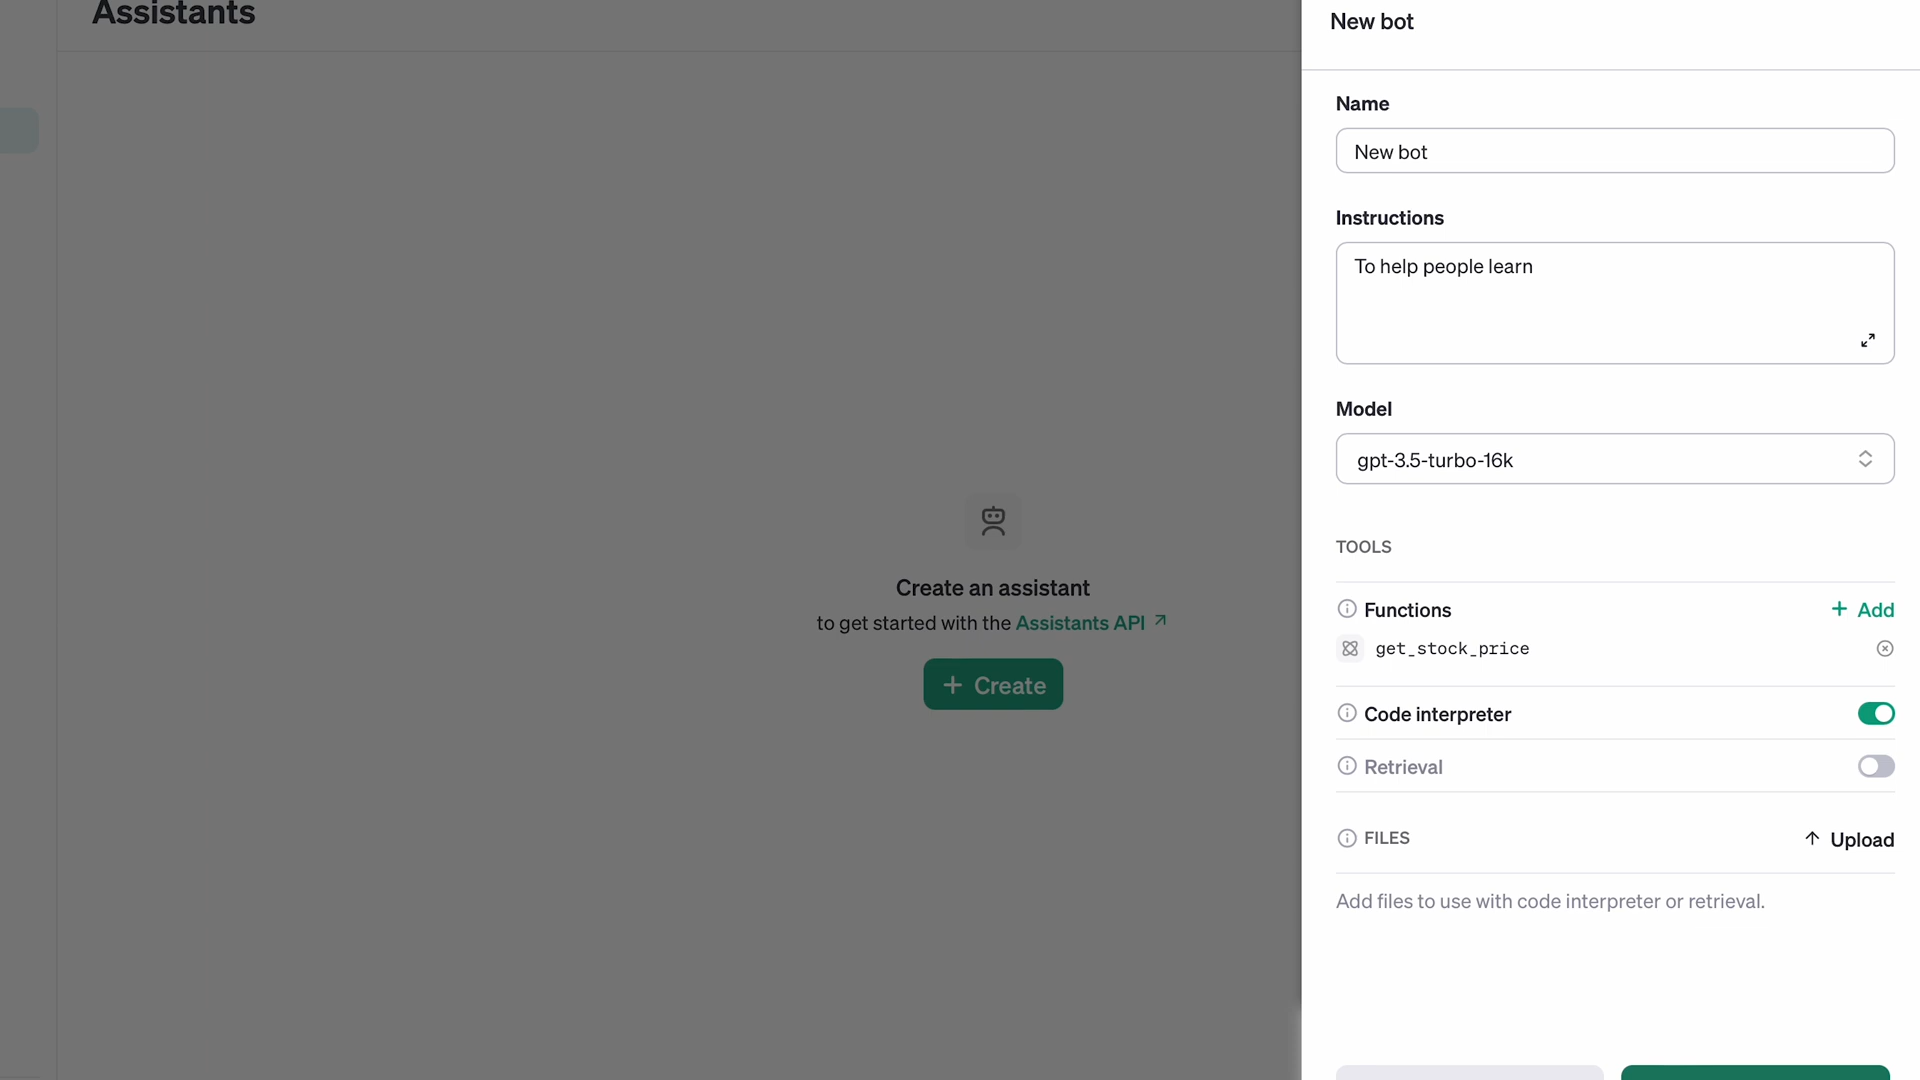 Assistants
Create an assistant
to get started with the Assistants API
Create
New bot
Name
New bot
Instructions
To help people learn
Model
gpt-3.5-turbo-16k
TOOLS
Functions
Add
get_stock_price
Code interpreter
Retrieval
FILES
Upload
Add files to use with code interpreter or retrieval.